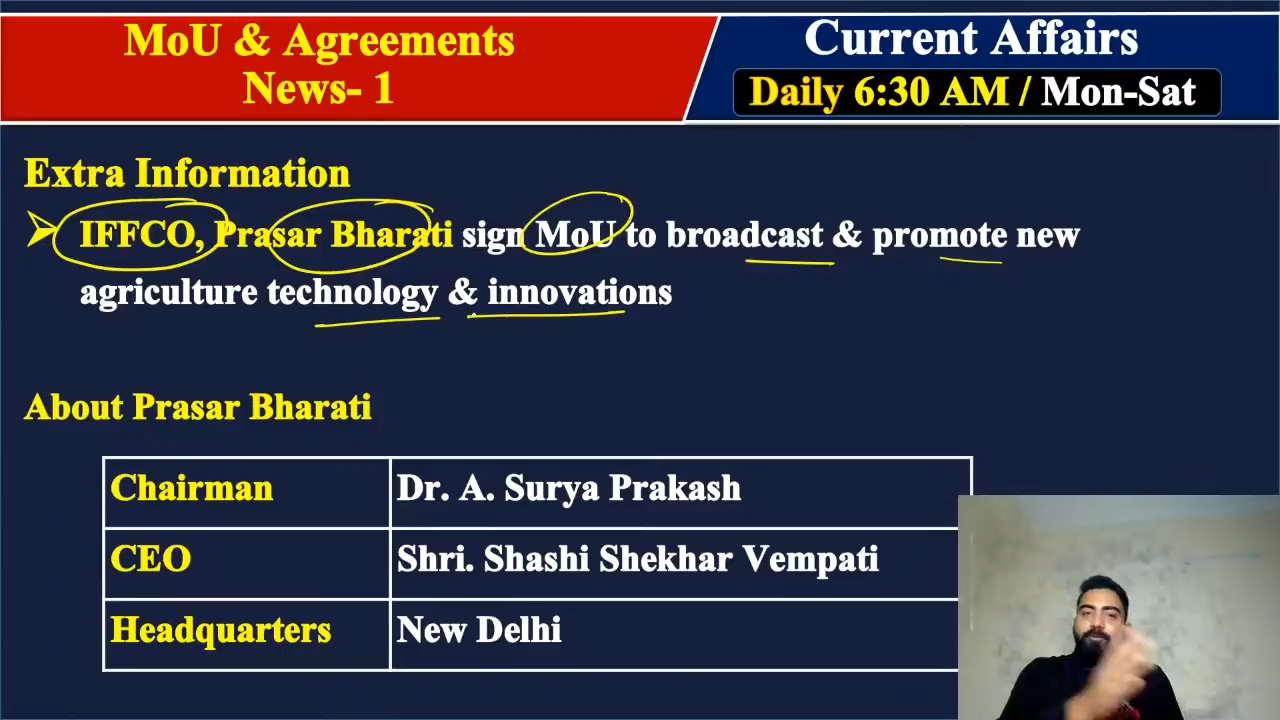 MoU & Agreements
News- 1
Current Affairs
Daily 6:30 AM / Mon-Sat
Extra Information
IFFCO, Prasar Bharati sign MoU to broadcast & promote new
agriculture technology & innovations
About Prasar Bharati
Chairman Dr. A. Surya Prakash
CEO Shri. Shashi Shekhar Vempati
Headquarters New Delhi